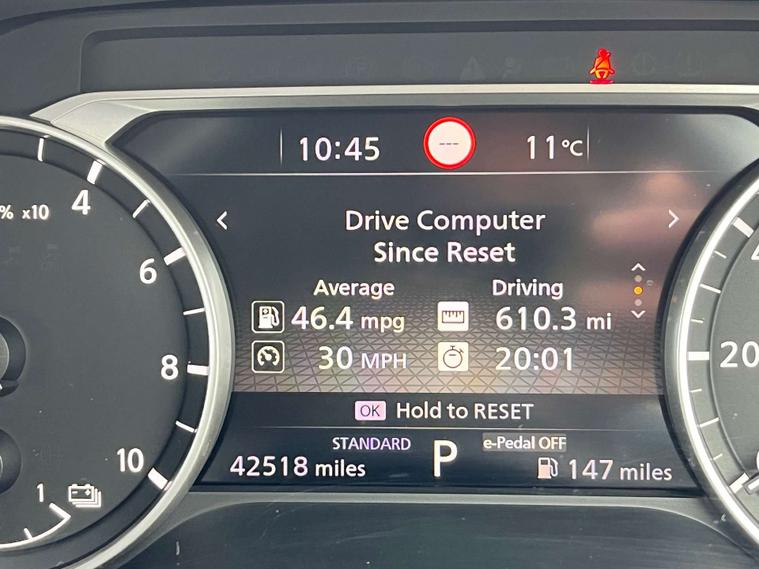 10:45 --- 11°C
Drive Computer
Since Reset
Average Driving
46.4 mpg 610.3 mi
30 MPH 20:01
OK Hold to RESET
STANDARD P e-Pedal OFF
42518 miles 147 miles
% x10
4
6
8
10
1
20